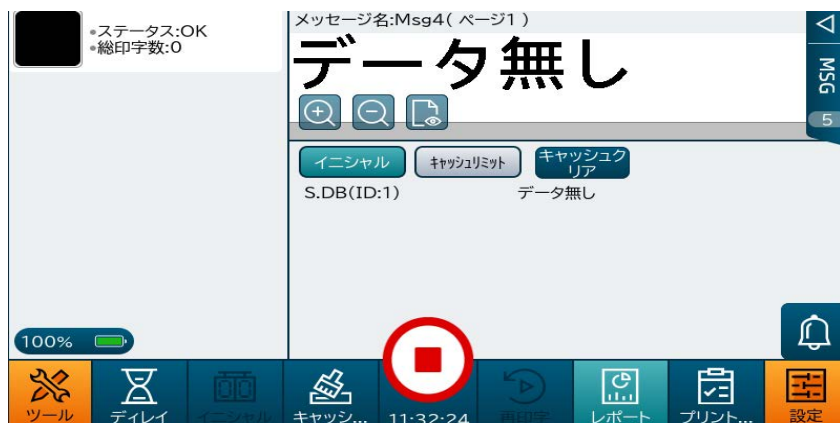 •ステータス:OK
•総印字数:0
メッセージ名:Msg4( ページ1 )
データ無し
MSG
5
イニシャル
キャッシュリミット
キャッシュク
リア
S.DB(ID:1)
データ無し
100%
ツール
ディレイ
イニシャル
キャッシ...
11:32:24
再印字
レポート
プリント...
設定